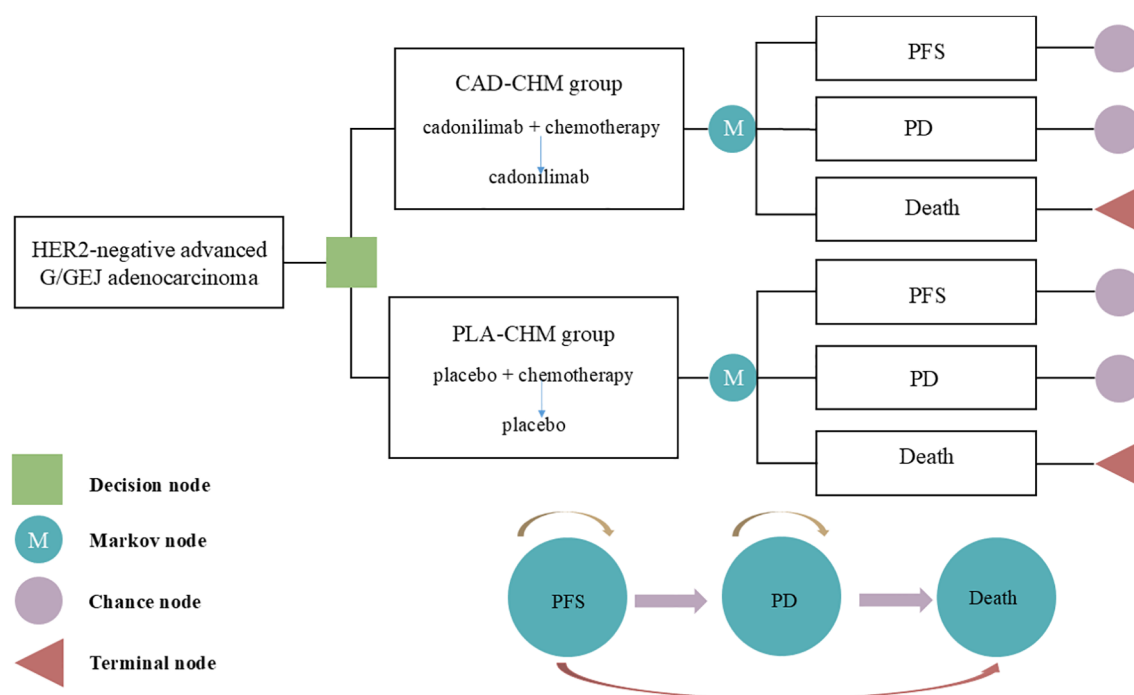 HER2-negative advanced
G/GEJ adenocarcinoma
CAD-CHM group
cadonilimab + chemotherapy
cadonilimab
M
PFS
PD
Death
PLA-CHM group
placebo + chemotherapy
placebo
M
PFS
PD
Death
Decision node
M
Markov node
Chance node
Terminal node
PFS
PD
Death